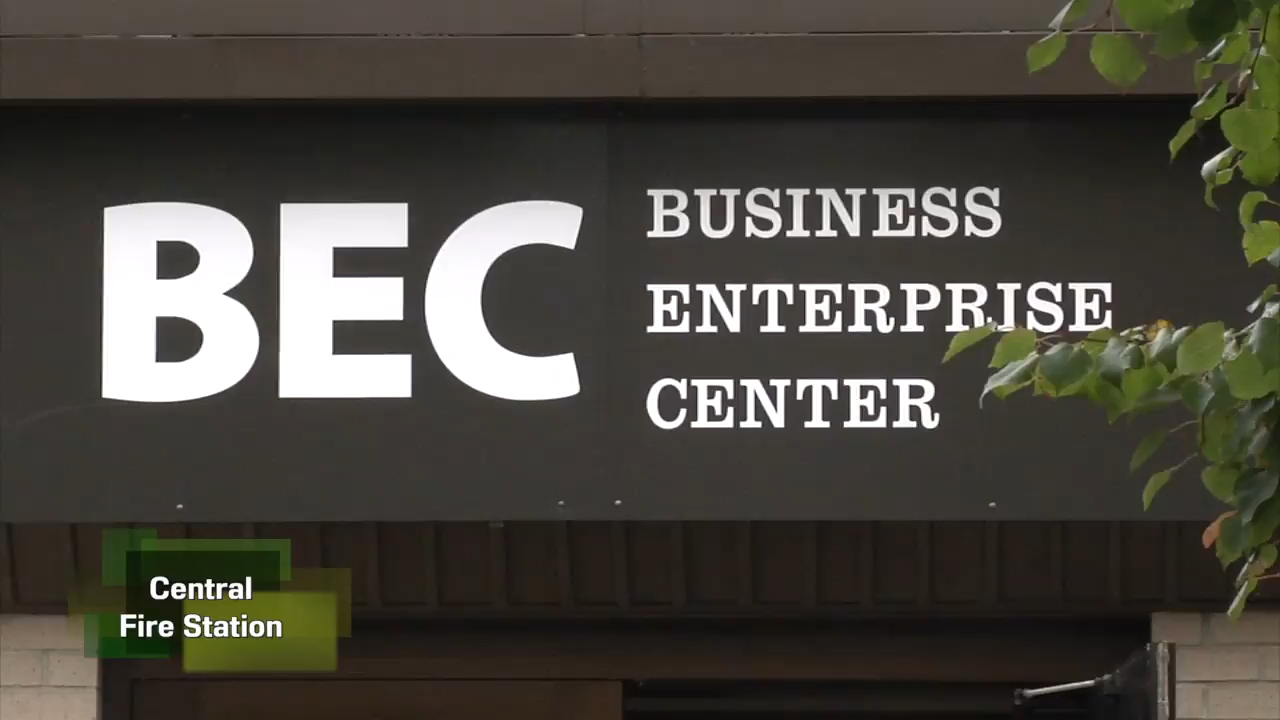 BEC
BUSINESS
ENTERPRISE
CENTER
Central
Fire Station